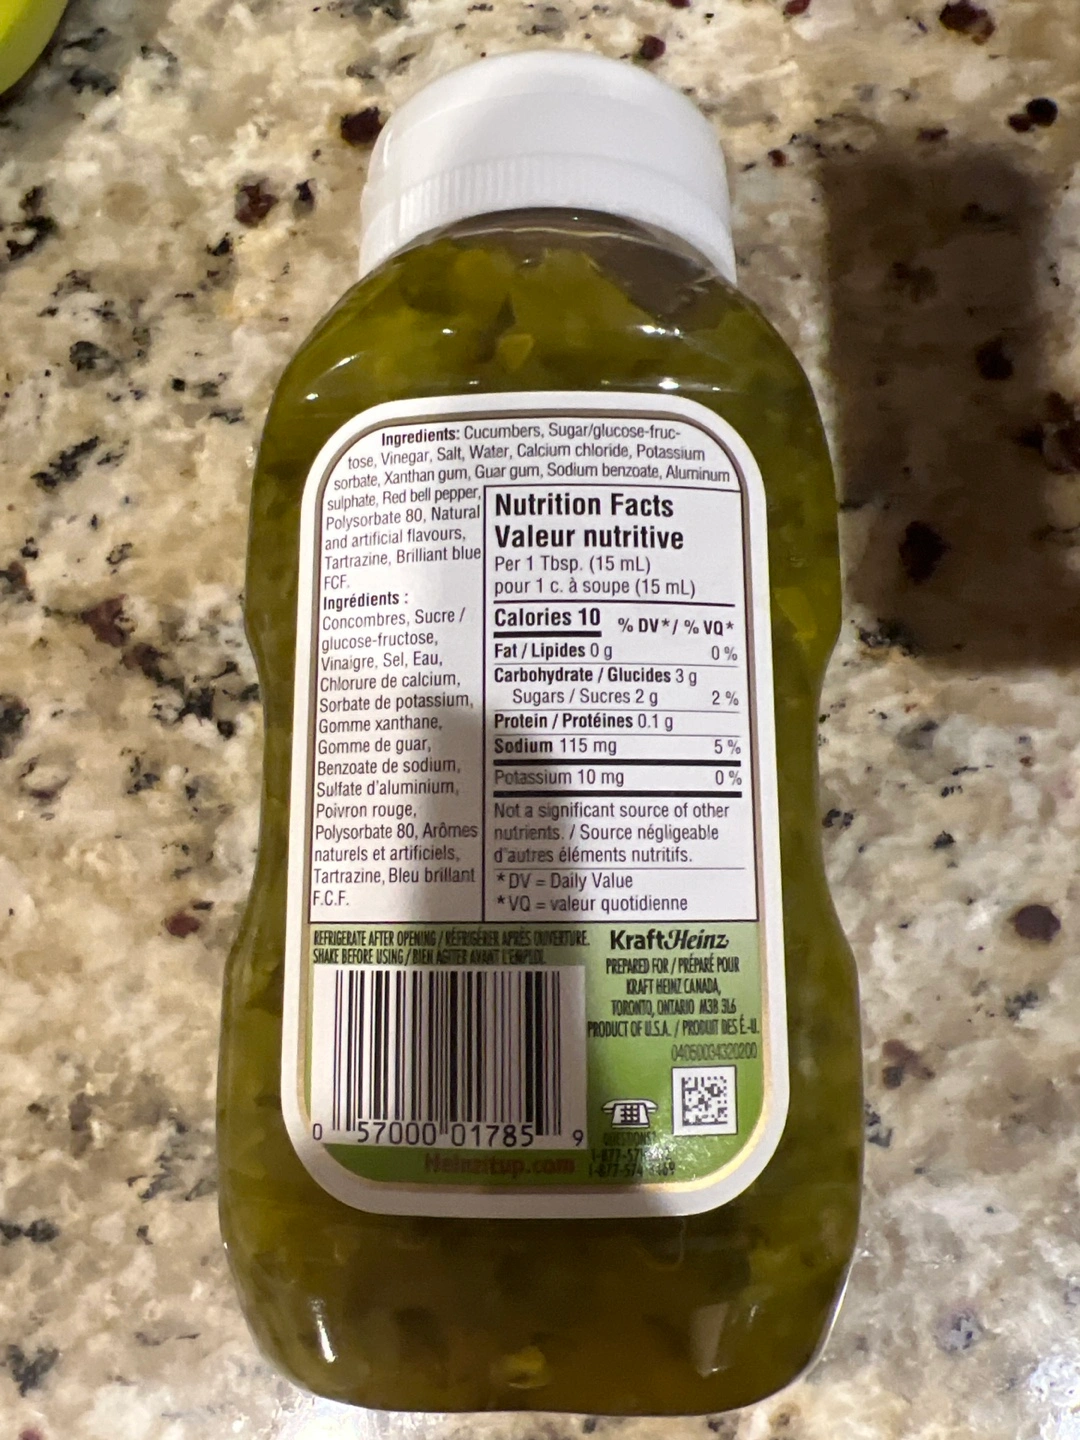 Ingredients: Cucumbers, Sugar/glucose-fruc-
tose, Vinegar, Salt, Water, Calcium chloride, Potassium
sorbate, Xanthan gum, Guar gum, Sodium benzoate, Aluminum
sulphate, Red bell pepper,
Polysorbate 80, Natural
and artificial flavours,
Tartrazine, Brilliant blue
FCF.
Ingrédients :
Concombres, Sucre /
glucose-fructose,
Vinaigre, Sel, Eau,
Chlorure de calcium,
Sorbate de potassium,
Gomme xanthane,
Gomme de guar,
Benzoate de sodium,
Sulfate d'aluminium,
Poivron rouge,
Polysorbate 80, Arômes
naturels et artificiels,
Tartrazine, Bleu brillant
F.C.F.
Nutrition Facts
Valeur nutritive
Per 1 Tbsp. (15 mL)
pour 1 c. à soupe (15 mL)
Calories 10 % DV* / % VQ*
Fat / Lipides 0 g 0 %
Carbohydrate / Glucides 3 g
Sugars / Sucres 2 g 2 %
Protein / Protéines 0.1 g
Sodium 115 mg 5 %
Potassium 10 mg 0 %
Not a significant source of other
nutrients. / Source négligeable
d'autres éléments nutritifs.
* DV = Daily Value
* VQ = valeur quotidienne
REFRIGERATE AFTER OPENING / RÉFRIGÉRER APRÈS OUVERTURE.
SHAKE BEFORE USING / BIEN AGITER AVANT L'EMPLOI.
KraftHeinz
PREPARED FOR / PRÉPARÉ POUR
KRAFT HEINZ CANADA,
TORONTO, ONTARIO M3B 3L6
PRODUCT OF U.S.A. / PRODUIT DES É.-U.
04050034320200
0 57000 01785 9
Heinzitup.com
QUESTIONS?